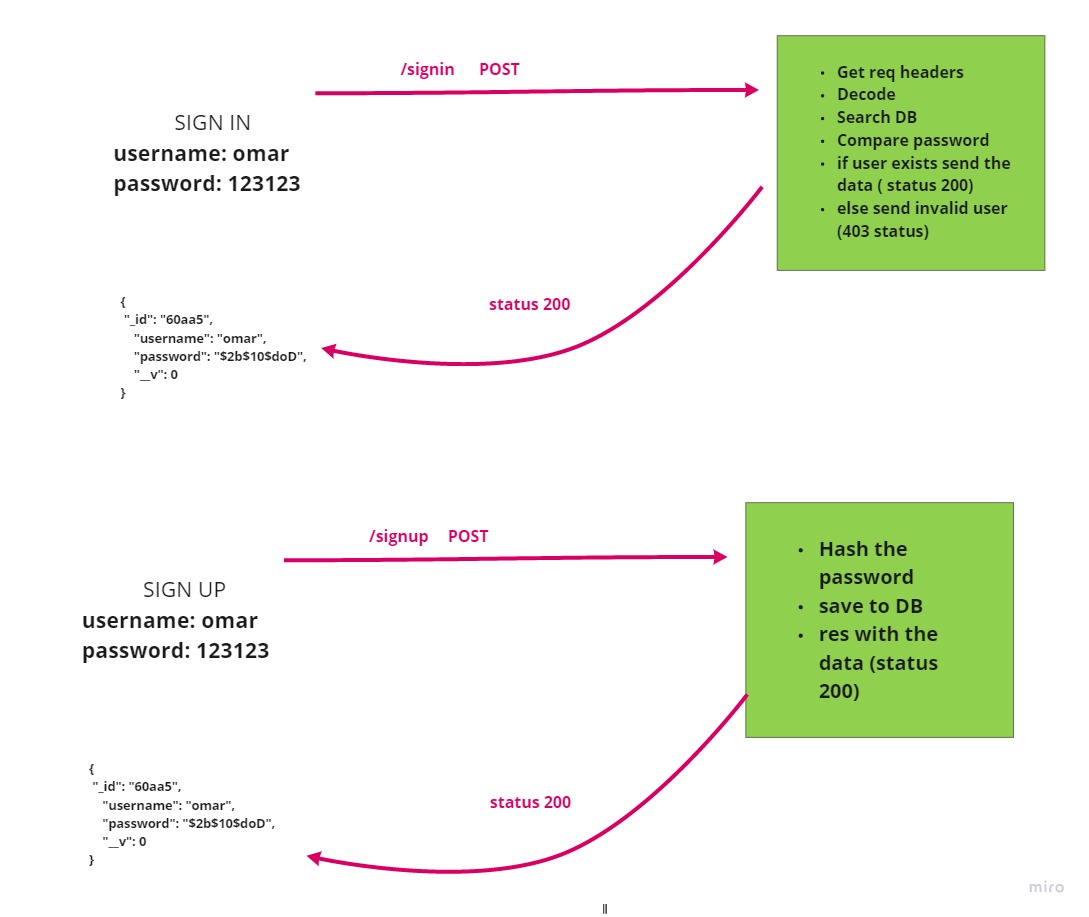 /signin POST
SIGN IN
username: omar
password: 123123
• Get req headers
• Decode
• Search DB
• Compare password
• if user exists send the
data ( status 200)
• else send invalid user
(403 status)
status 200
{
"_id": "60aa5",
"username": "omar",
"password": "$2b$10$doD",
"__v": 0
}
/signup POST
SIGN UP
username: omar
password: 123123
• Hash the
password
• save to DB
• res with the
data (status
200)
status 200
{
"_id": "60aa5",
"username": "omar",
"password": "$2b$10$doD",
"__v": 0
}
miro